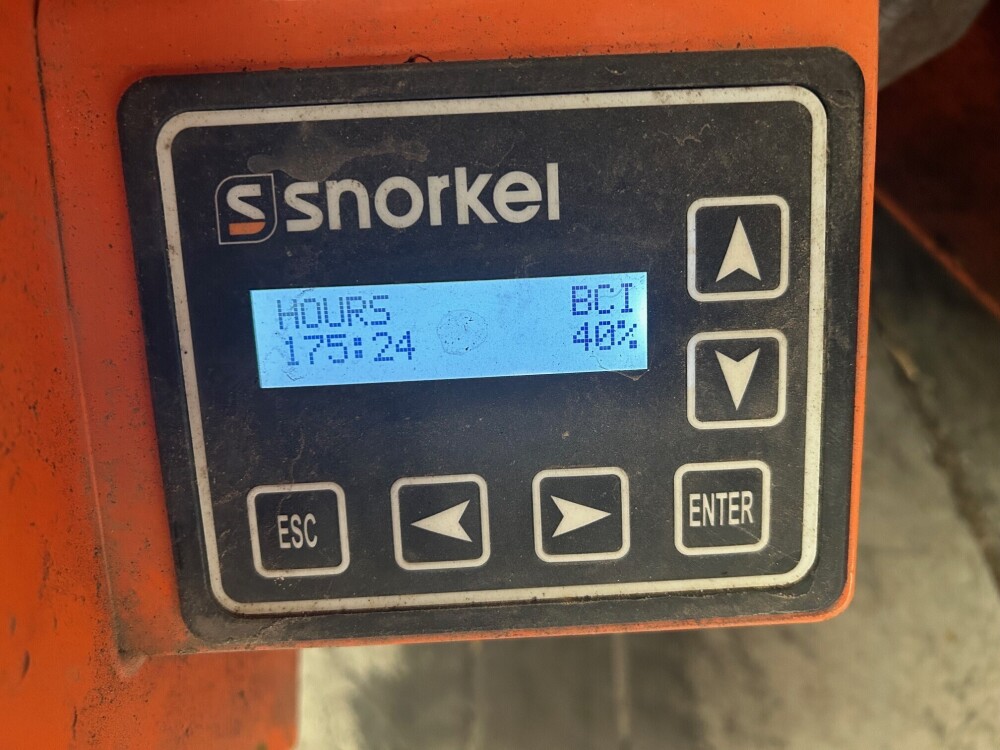 snorkel
HOURS BCI
175:24 40%
ESC ENTER